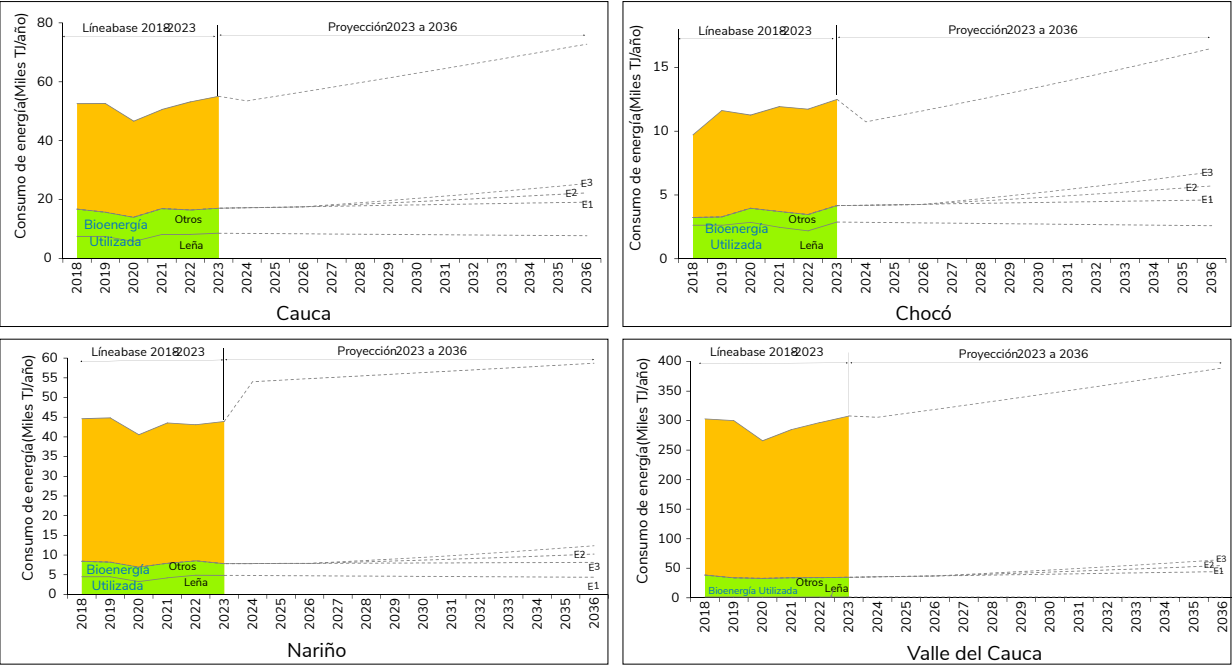 Consumo de energía(Miles TJ/año)
Líneabase 2018-2023
Proyección2023 a 2036
80
60
40
20
0
E3
E2
E1
Otros
Bioenergía
Utilizada
Leña
2018 2019 2020 2021 2022 2023 2024 2025 2026 2027 2028 2029 2030 2031 2032 2033 2034 2035 2036
Cauca
Consumo de energía(Miles TJ/año)
Líneabase 2018-2023
Proyección2023 a 2036
15
10
5
0
E3
E2
E1
Otros
Bioenergía
Utilizada
Leña
2018 2019 2020 2021 2022 2023 2024 2025 2026 2027 2028 2029 2030 2031 2032 2033 2034 2035 2036
Chocó
Consumo de energía(Miles TJ/año)
Líneabase 2018-2023
Proyección2023 a 2036
60
55
50
45
40
35
30
25
20
15
10
5
0
E2
E3
E1
Otros
Bioenergía
Utilizada
Leña
2018 2019 2020 2021 2022 2023 2024 2025 2026 2027 2028 2029 2030 2031 2032 2033 2034 2035 2036
Nariño
Consumo de energía(Miles TJ/año)
Líneabase 2018-2023
Proyección2023 a 2036
400
350
300
250
200
150
100
50
0
E3
E2
E1
Otros
Bioenergía Utilizada
Leña
2018 2019 2020 2021 2022 2023 2024 2025 2026 2027 2028 2029 2030 2031 2032 2033 2034 2035 2036
Valle del Cauca